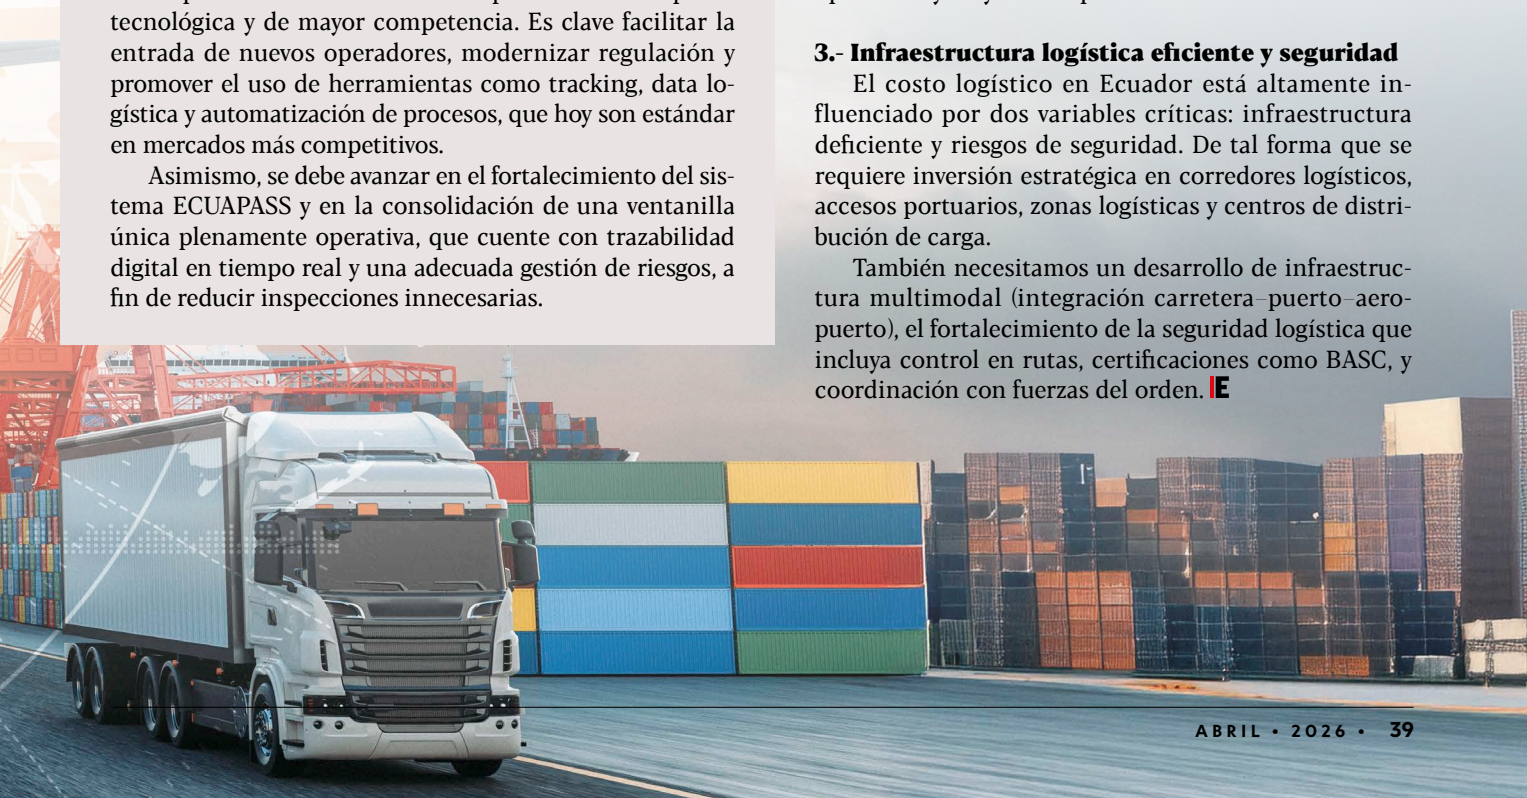 tecnológica y de mayor competencia. Es clave facilitar la
entrada de nuevos operadores, modernizar regulación y
promover el uso de herramientas como tracking, data lo-
gística y automatización de procesos, que hoy son estándar
en mercados más competitivos.
Asimismo, se debe avanzar en el fortalecimiento del sis-
tema ECUAPASS y en la consolidación de una ventanilla
única plenamente operativa, que cuente con trazabilidad
digital en tiempo real y una adecuada gestión de riesgos, a
fin de reducir inspecciones innecesarias.
3.- Infraestructura logística eficiente y seguridad
El costo logístico en Ecuador está altamente in-
fluenciado por dos variables críticas: infraestructura
deficiente y riesgos de seguridad. De tal forma que se
requiere inversión estratégica en corredores logísticos,
accesos portuarios, zonas logísticas y centros de distri-
bución de carga.
También necesitamos un desarrollo de infraestruc-
tura multimodal (integración carretera–puerto–aero-
puerto), el fortalecimiento de la seguridad logística que
incluya control en rutas, certificaciones como BASC, y
coordinación con fuerzas del orden. IE
ABRIL • 2026 • 39